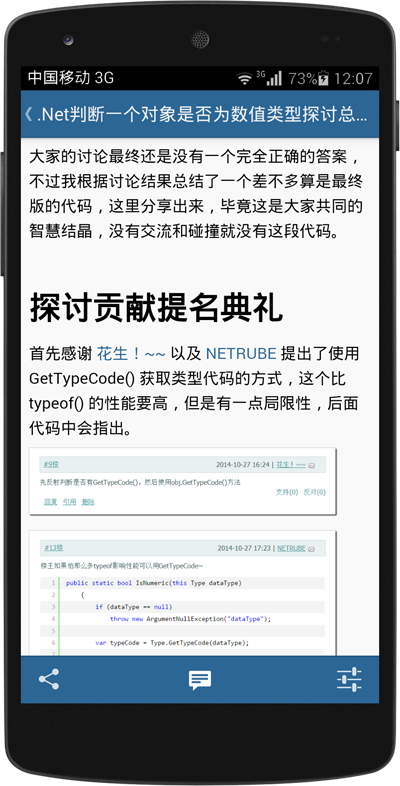 中国移动 3G
3G 73% 12:07
.Net判断一个对象是否为数值类型探讨总...
大家的讨论最终还是没有一个完全正确的答案，
不过我根据讨论结果总结了一个差不多算是最终
版的代码，这里分享出来，毕竟这是大家共同的
智慧结晶，没有交流和碰撞就没有这段代码。
探讨贡献提名典礼
首先感谢 花生！~~ 以及 NETRUBE 提出了使用
GetTypeCode() 获取类型代码的方式，这个比
typeof() 的性能要高，但是有一点局限性，后面
代码中会指出。
#9楼 2014-10-27 16:24 | 花生！~~
先反射判断是否有GetTypeCode()，然后使用obj.GetTypeCode()方法
支持(0) 反对(0)
回复 引用 删除
#13楼 2014-10-27 17:23 | NETRUBE
楼主如果怕那么多typeof影响性能可以用GetTypeCode~
1 public static bool IsNumeric(this Type dataType)
2 {
3 if (dataType == null)
4 throw new ArgumentNullException("dataType");
5
6 var typeCode = Type.GetTypeCode(dataType);
7